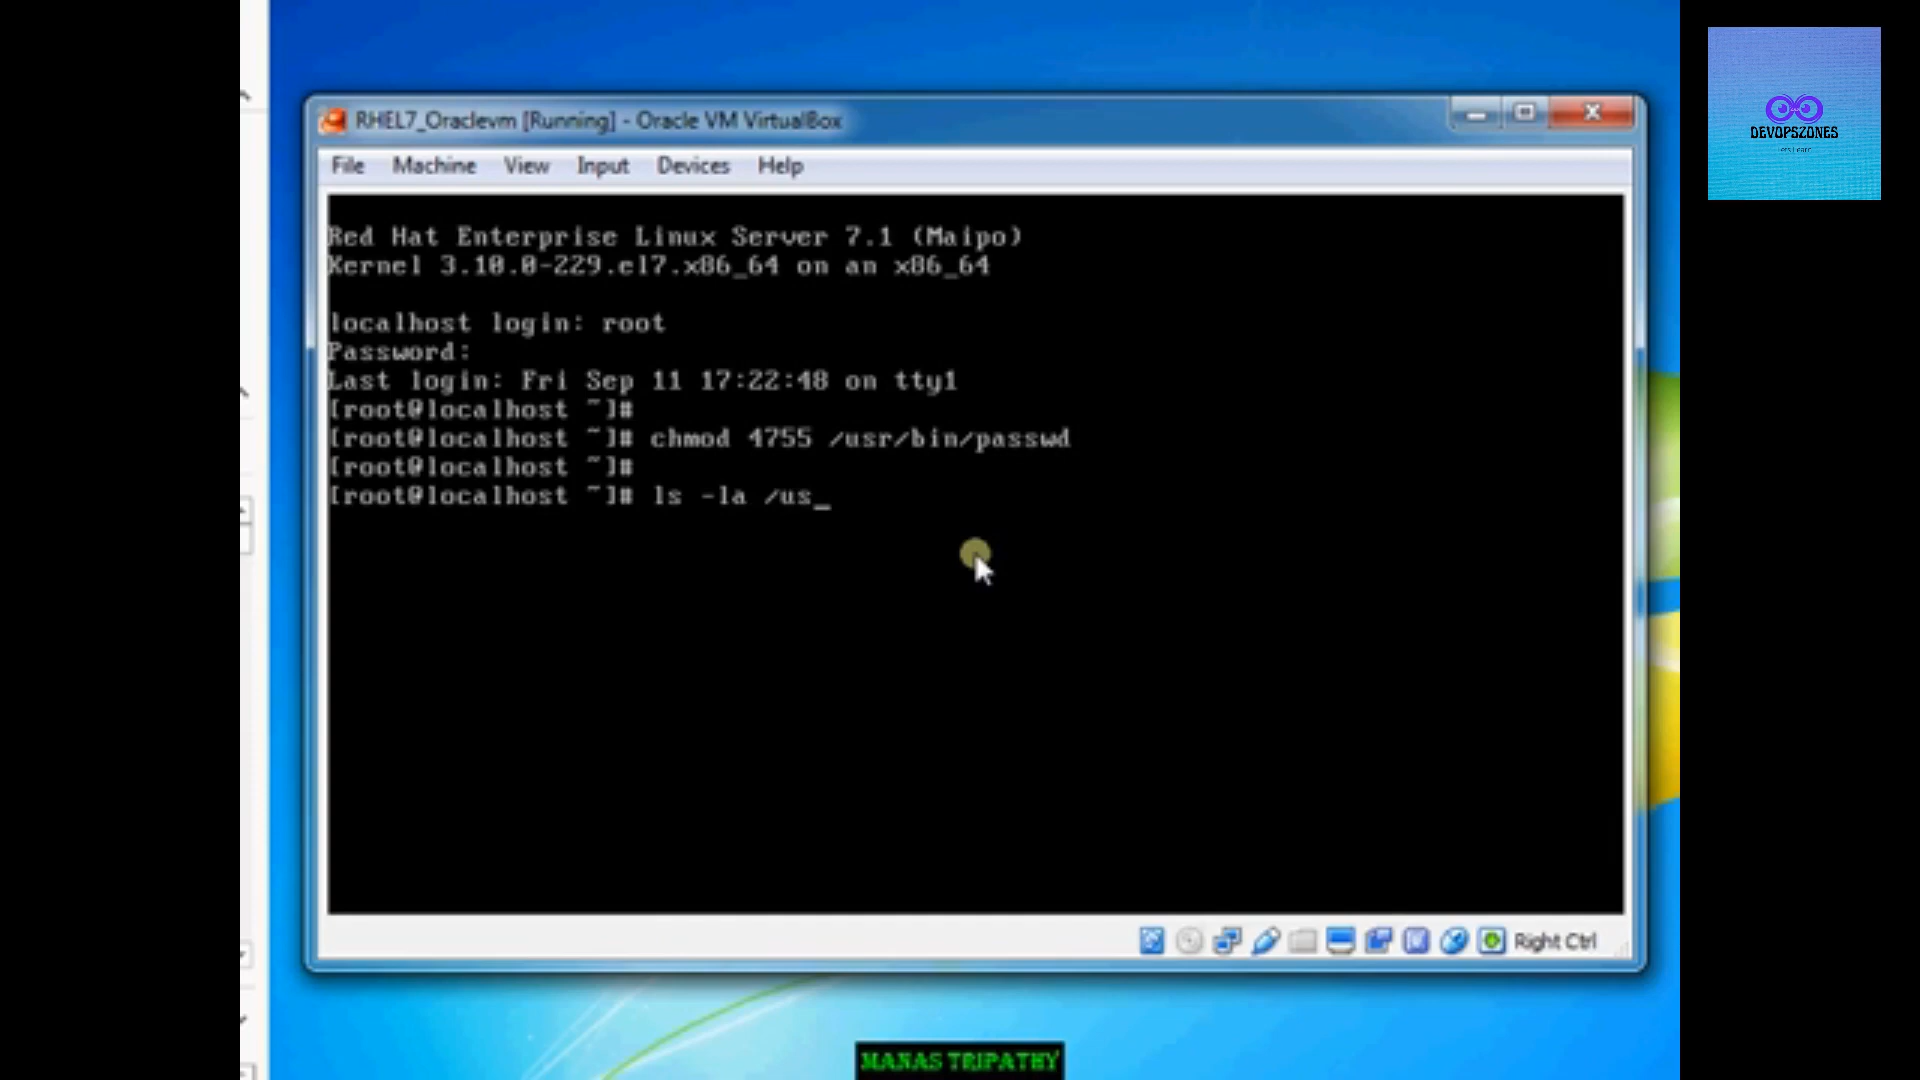 RHEL7_Oraclevm [Running] - Oracle VM VirtualBox
File Machine View Input Devices Help
Red Hat Enterprise Linux Server 7.1 (Maipo)
Kernel 3.10.0-229.el7.x86_64 on an x86_64
localhost login: root
Password:
Last login: Fri Sep 11 17:22:48 on tty1
[root@localhost ~]#
[root@localhost ~]# chmod 4755 /usr/bin/passwd
[root@localhost ~]#
[root@localhost ~]# ls -la /us_
Right Ctrl
MANAS TRIPATHY
DEVOPSZONES
Lets Learn